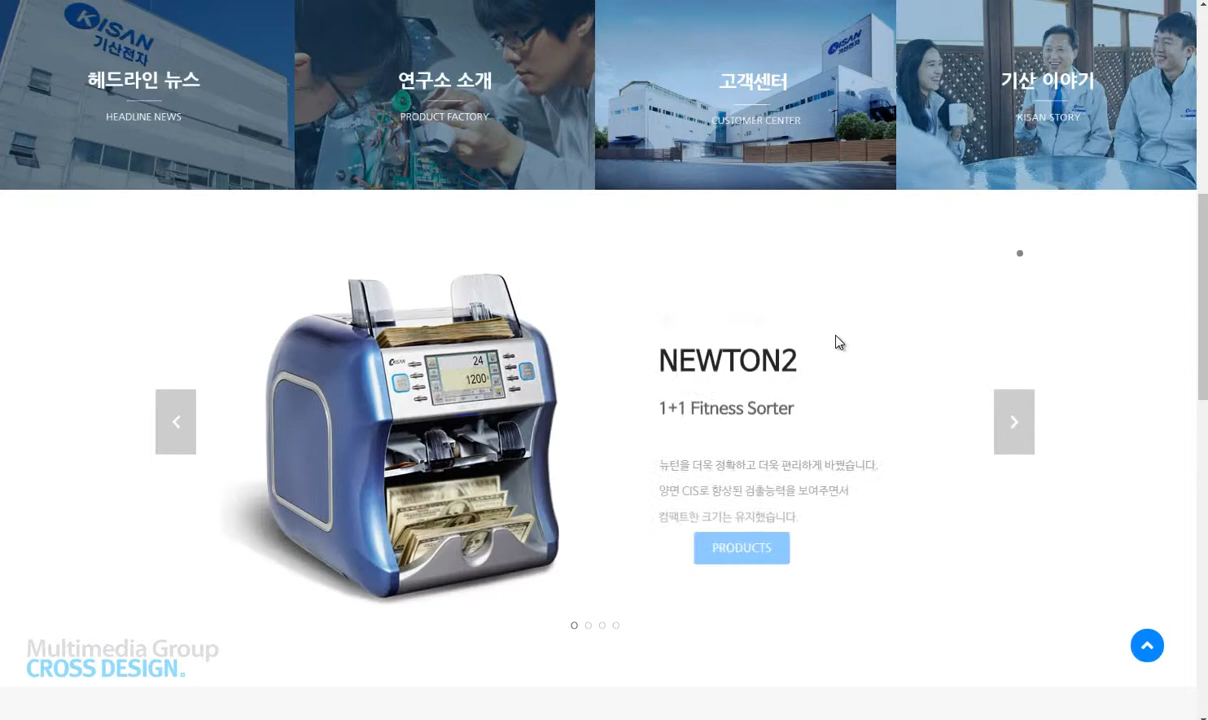 KISAN
기산전자
KISAN
헤드라인 뉴스
연구소 소개
고객센터
기산 이야기
HEADLINE NEWS
PRODUCT FACTORY
CUSTOMER CENTER
KISAN STORY
KISAN
24
1200
NEWTON2
1+1 Fitness Sorter
뉴턴을 더욱 정확하고 더욱 편리하게 바꿨습니다.
양면 CIS로 향상된 검출능력을 보여주면서
컴팩트한 크기는 유지했습니다.
PRODUCTS
Multimedia Group
CROSS DESIGN.